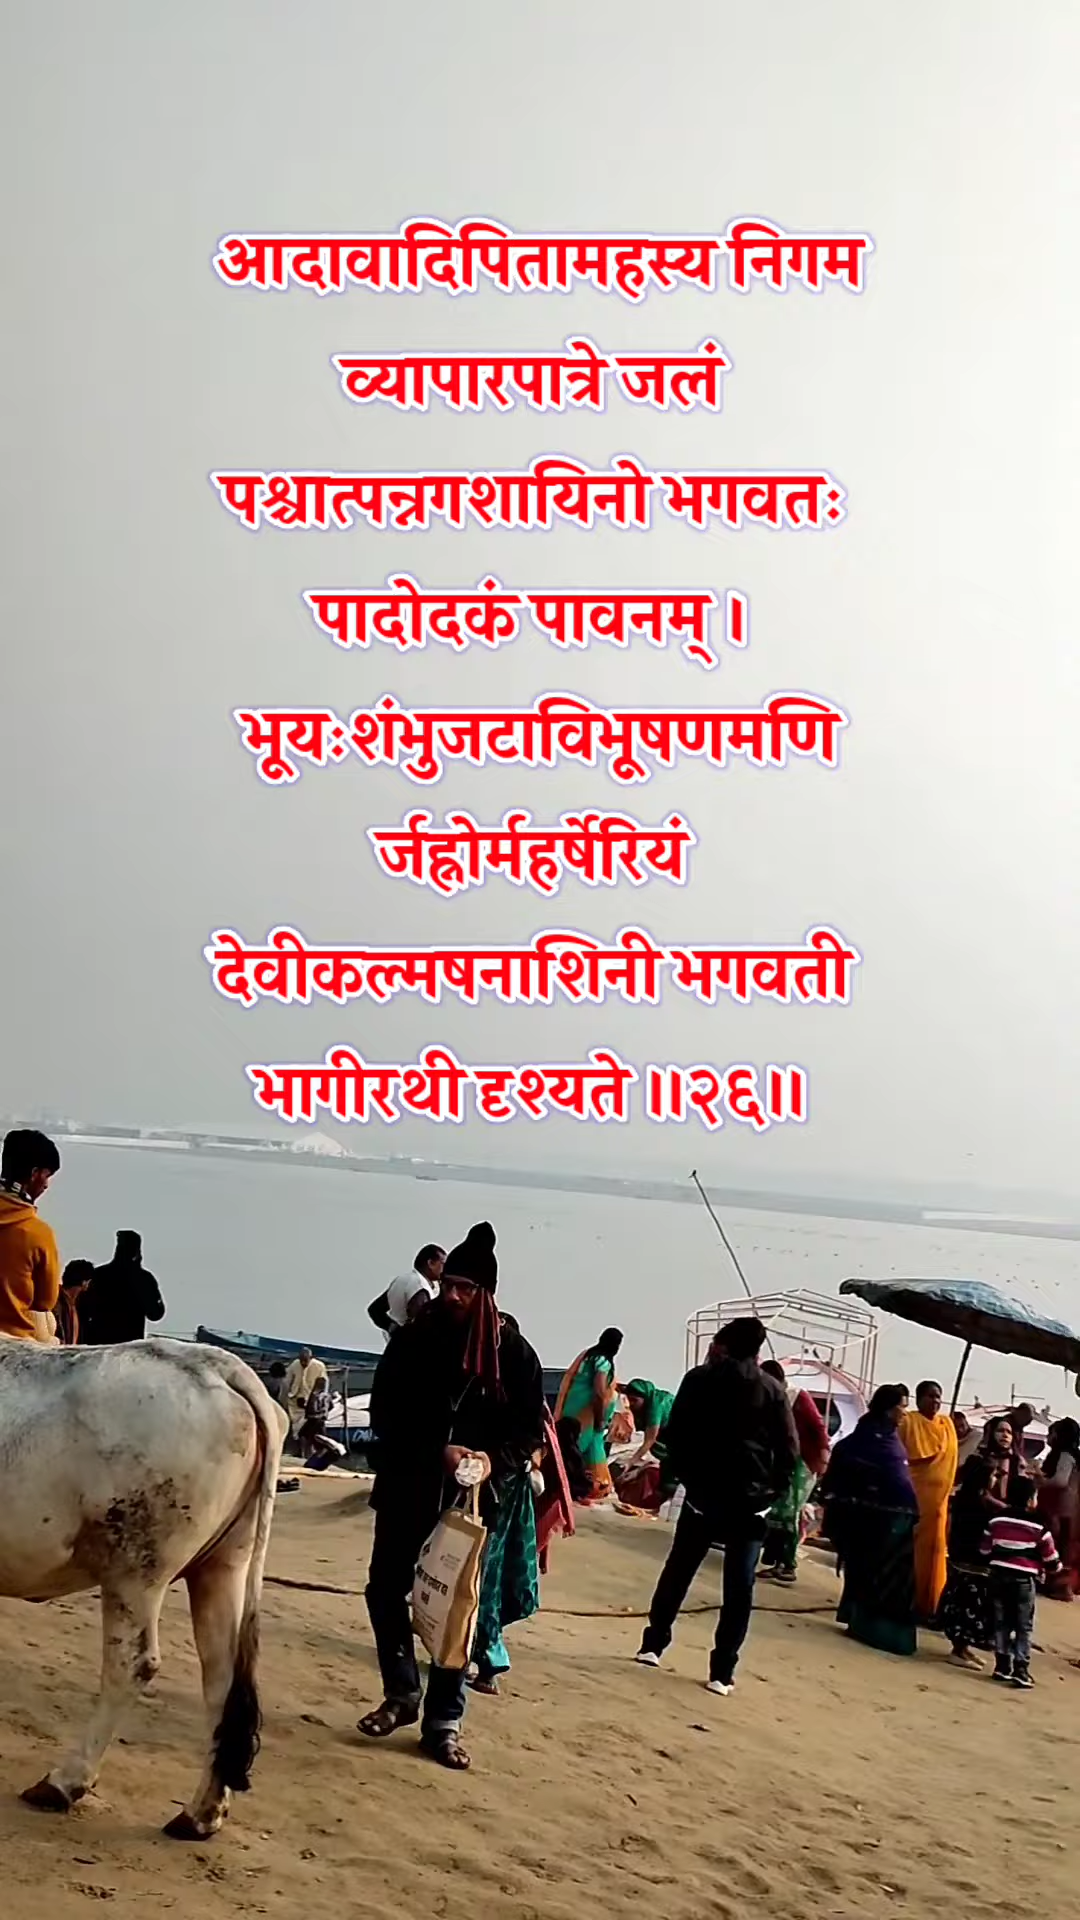 आदावादिपितामहस्य निगम
व्यापारपात्रे जलं
पश्चात्पन्नगशायिनो भगवतः
पादोदकं पावनम् ।
भूयःशंभुजटाविभूषणमणि
र्जह्नोर्महर्षेरियं
देवीकल्मषनाशिनी भगवती
भागीरथी दृश्यते ॥२६॥